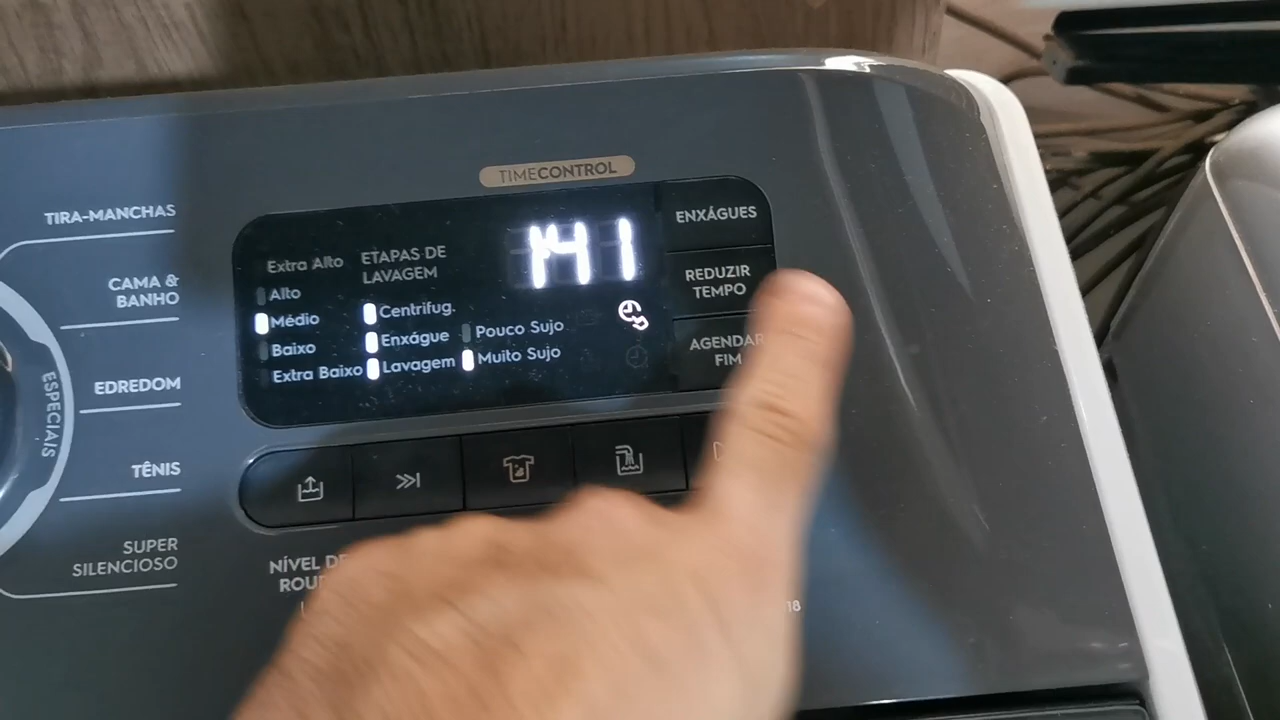 TIMECONTROL
TIRA-MANCHAS
CAMA &
BANHO
EDREDOM
TÊNIS
SUPER
SILENCIOSO
ESPECIAIS
Extra Alto
Alto
Médio
Baixo
Extra Baixo
ETAPAS DE
LAVAGEM
Centrifug.
Enxágue
Lavagem
Pouco Sujo
Muito Sujo
141
ENXÁGUES
REDUZIR
TEMPO
AGENDAR
FIM
NÍVEL DE
18